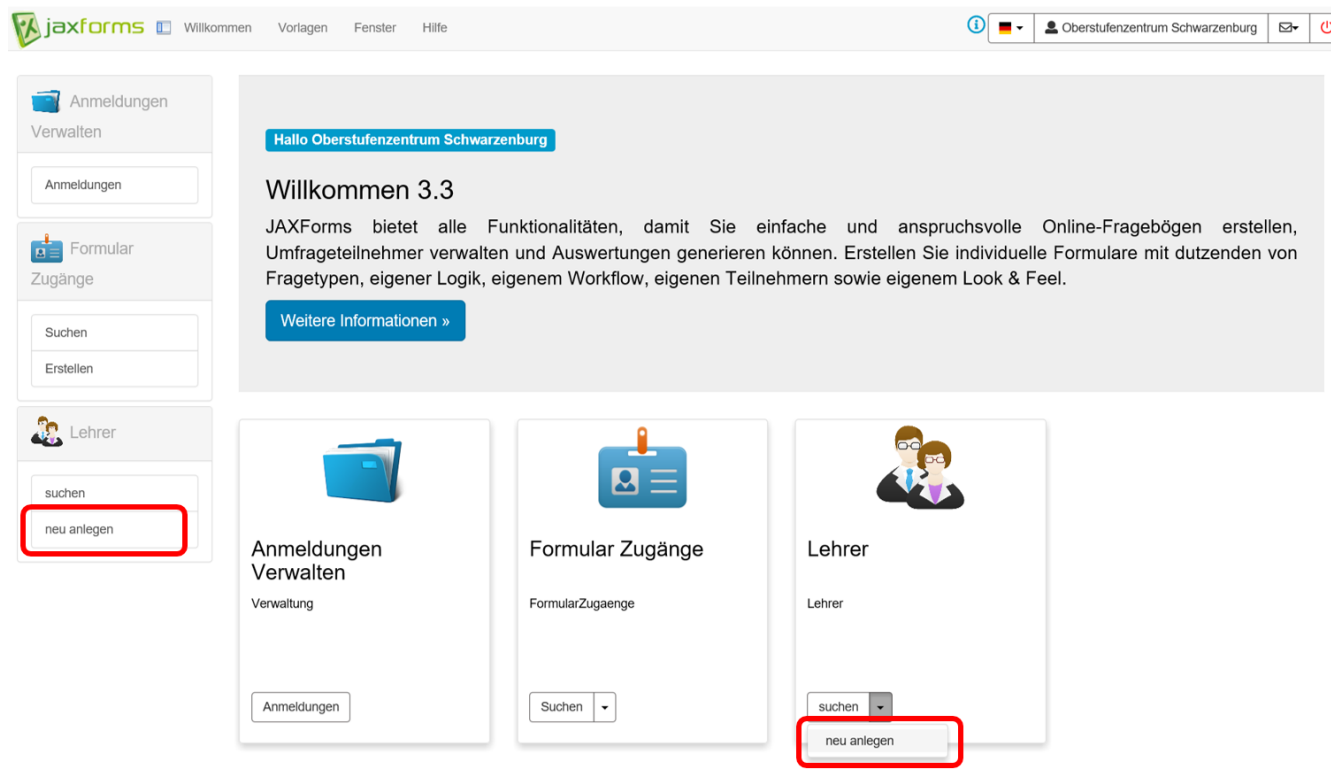 jaxforms Willkommen Vorlagen Fenster Hilfe Oberstufenzentrum Schwarzenburg
Anmeldungen
Verwalten
Anmeldungen
Formular
Zugänge
Suchen
Erstellen
Lehrer
suchen
neu anlegen
Hallo Oberstufenzentrum Schwarzenburg
Willkommen 3.3
JAXForms bietet alle Funktionalitäten, damit Sie einfache und anspruchsvolle Online-Fragebögen erstellen,
Umfrageteilnehmer verwalten und Auswertungen generieren können. Erstellen Sie individuelle Formulare mit dutzenden von
Fragetypen, eigener Logik, eigenem Workflow, eigenen Teilnehmern sowie eigenem Look & Feel.
Weitere Informationen »
Anmeldungen
Verwalten
Verwaltung
Anmeldungen
Formular Zugänge
FormularZugaenge
Suchen
Lehrer
Lehrer
suchen
neu anlegen